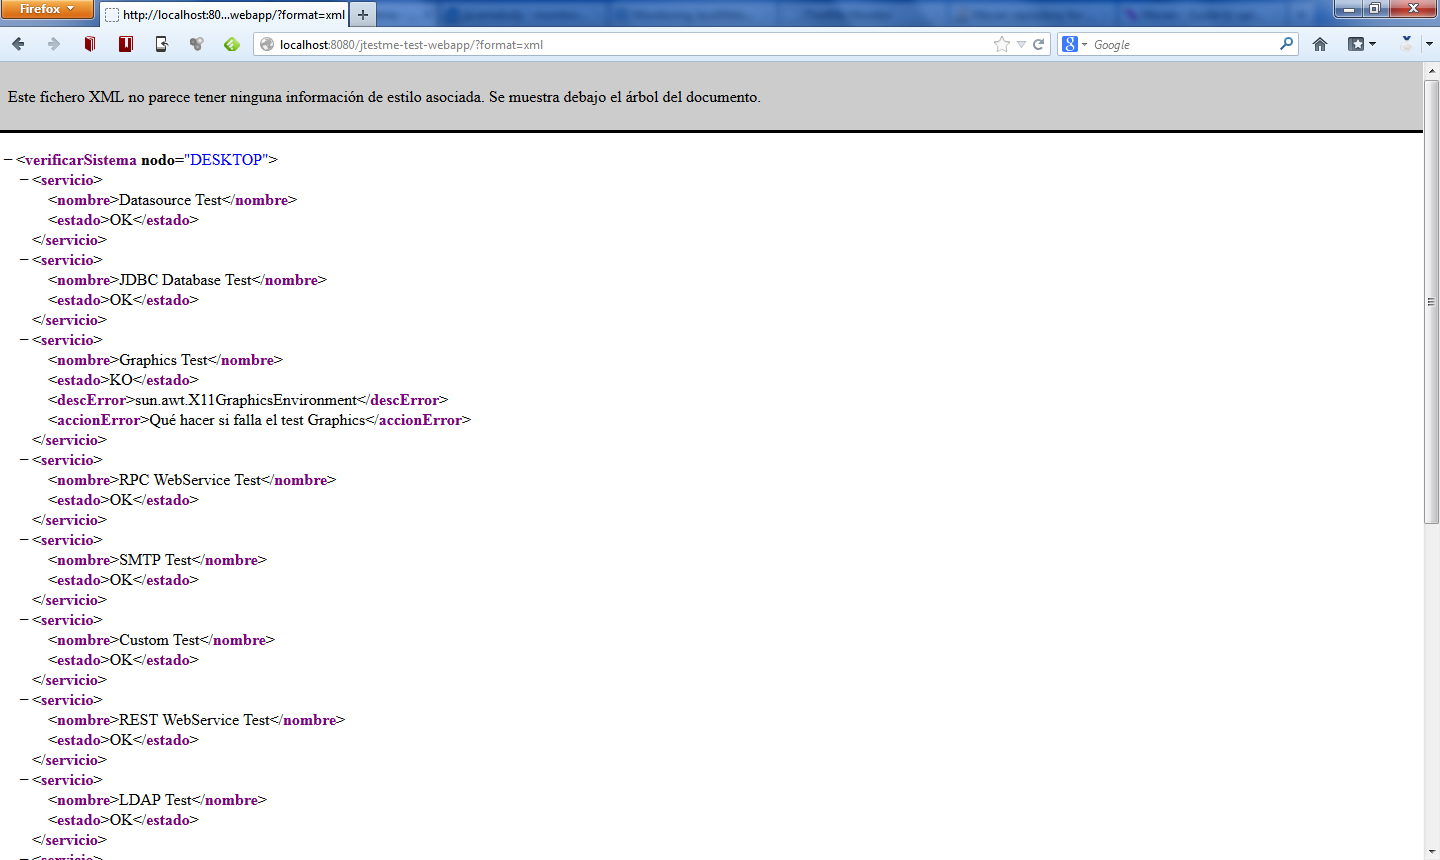 Firefox
http://localhost:80...webapp/?format=xml
localhost:8080/jtestme-test-webapp/?format=xml
Google
Este fichero XML no parece tener ninguna información de estilo asociada. Se muestra debajo el árbol del documento.
−<verificarSistema nodo="DESKTOP">
−<servicio>
<nombre>Datasource Test</nombre>
<estado>OK</estado>
</servicio>
−<servicio>
<nombre>JDBC Database Test</nombre>
<estado>OK</estado>
</servicio>
−<servicio>
<nombre>Graphics Test</nombre>
<estado>KO</estado>
<descError>sun.awt.X11GraphicsEnvironment</descError>
<accionError>Qué hacer si falla el test Graphics</accionError>
</servicio>
−<servicio>
<nombre>RPC WebService Test</nombre>
<estado>OK</estado>
</servicio>
−<servicio>
<nombre>SMTP Test</nombre>
<estado>OK</estado>
</servicio>
−<servicio>
<nombre>Custom Test</nombre>
<estado>OK</estado>
</servicio>
−<servicio>
<nombre>REST WebService Test</nombre>
<estado>OK</estado>
</servicio>
−<servicio>
<nombre>LDAP Test</nombre>
<estado>OK</estado>
</servicio>
−<servicio>